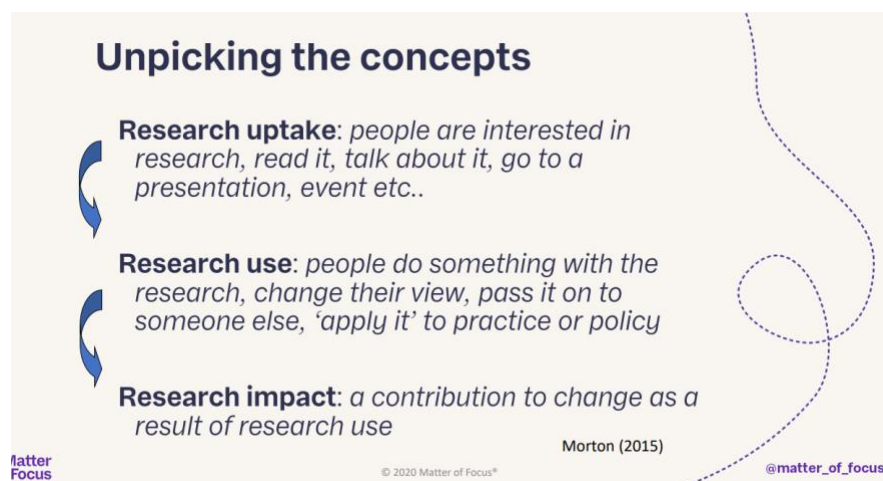 Unpicking the concepts
Research uptake: people are interested in
research, read it, talk about it, go to a
presentation, event etc..
Research use: people do something with the
research, change their view, pass it on to
someone else, ‘apply it’ to practice or policy
Research impact: a contribution to change as a
result of research use
Morton (2015)
Matter
Focus
© 2020 Matter of Focus®
@matter_of_focus